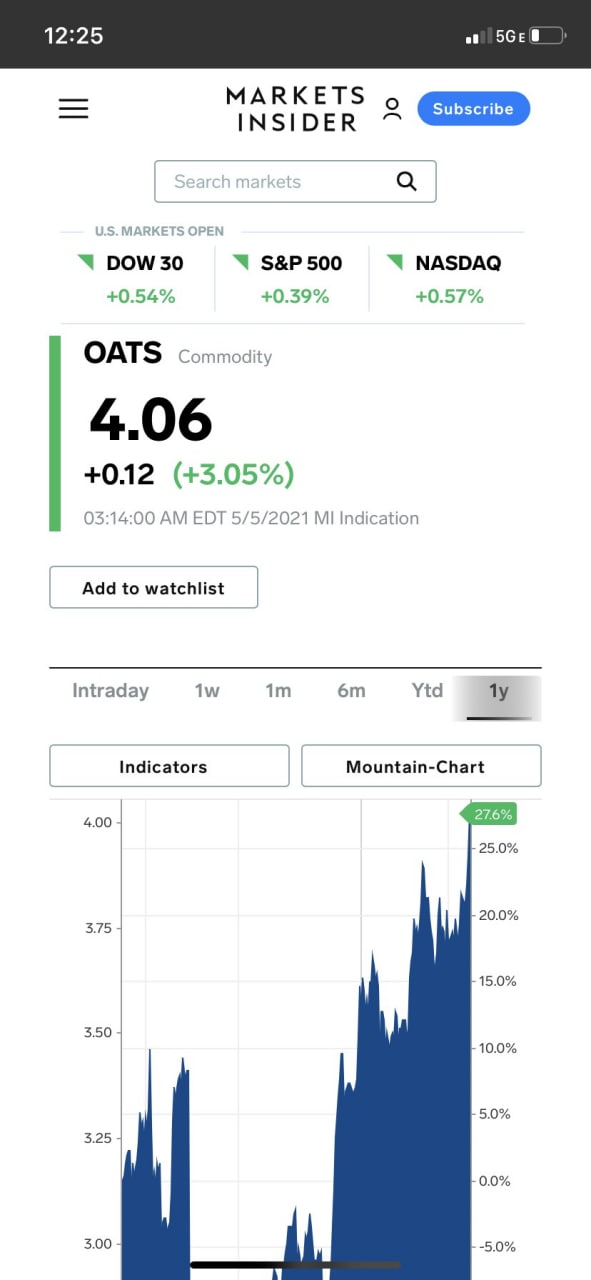 12:25
5GE
MARKETS
INSIDER
Subscribe
Search markets
U.S. MARKETS OPEN
DOW 30
+0.54%
S&P 500
+0.39%
NASDAQ
+0.57%
OATS Commodity
4.06
+0.12 (+3.05%)
03:14:00 AM EDT 5/5/2021 MI Indication
Add to watchlist
Intraday 1w 1m 6m Ytd 1y
Indicators
Mountain-Chart
27.6%
4.00
3.75
3.50
3.25
3.00
25.0%
20.0%
15.0%
10.0%
5.0%
0.0%
-5.0%